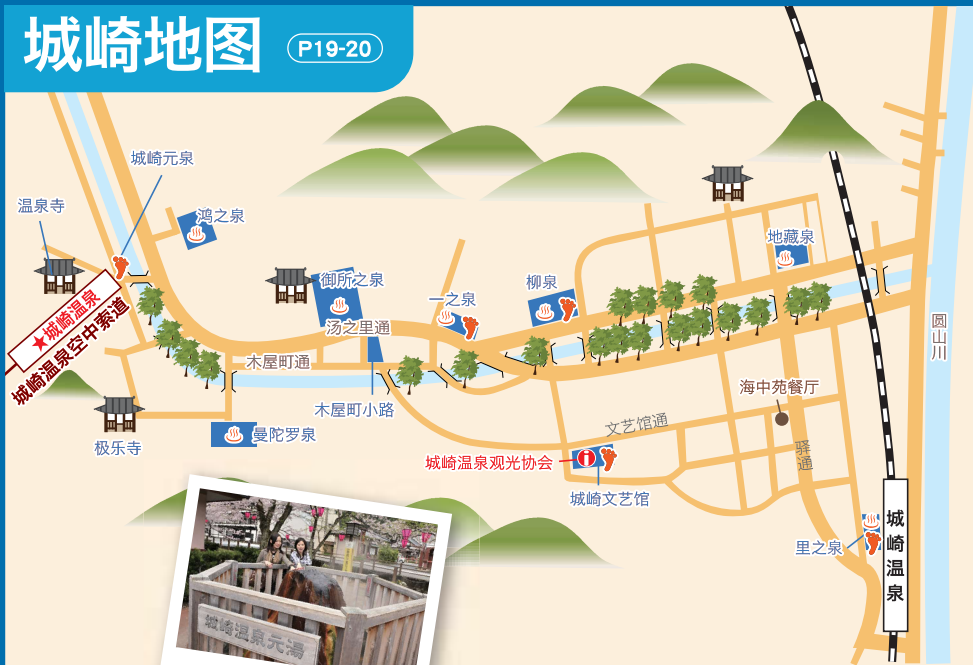 城崎地图
P19-20
城崎元泉
温泉寺
鸿之泉
地藏泉
御所之泉
柳泉
一之泉
汤之里通
★城崎温泉
城崎温泉空中索道
圆山川
木屋町通
木屋町小路
海中苑餐厅
极乐寺
曼陀罗泉
文艺馆通
驿通
城崎温泉观光协会
城崎文艺馆
里之泉
城崎温泉
城崎温泉元湯